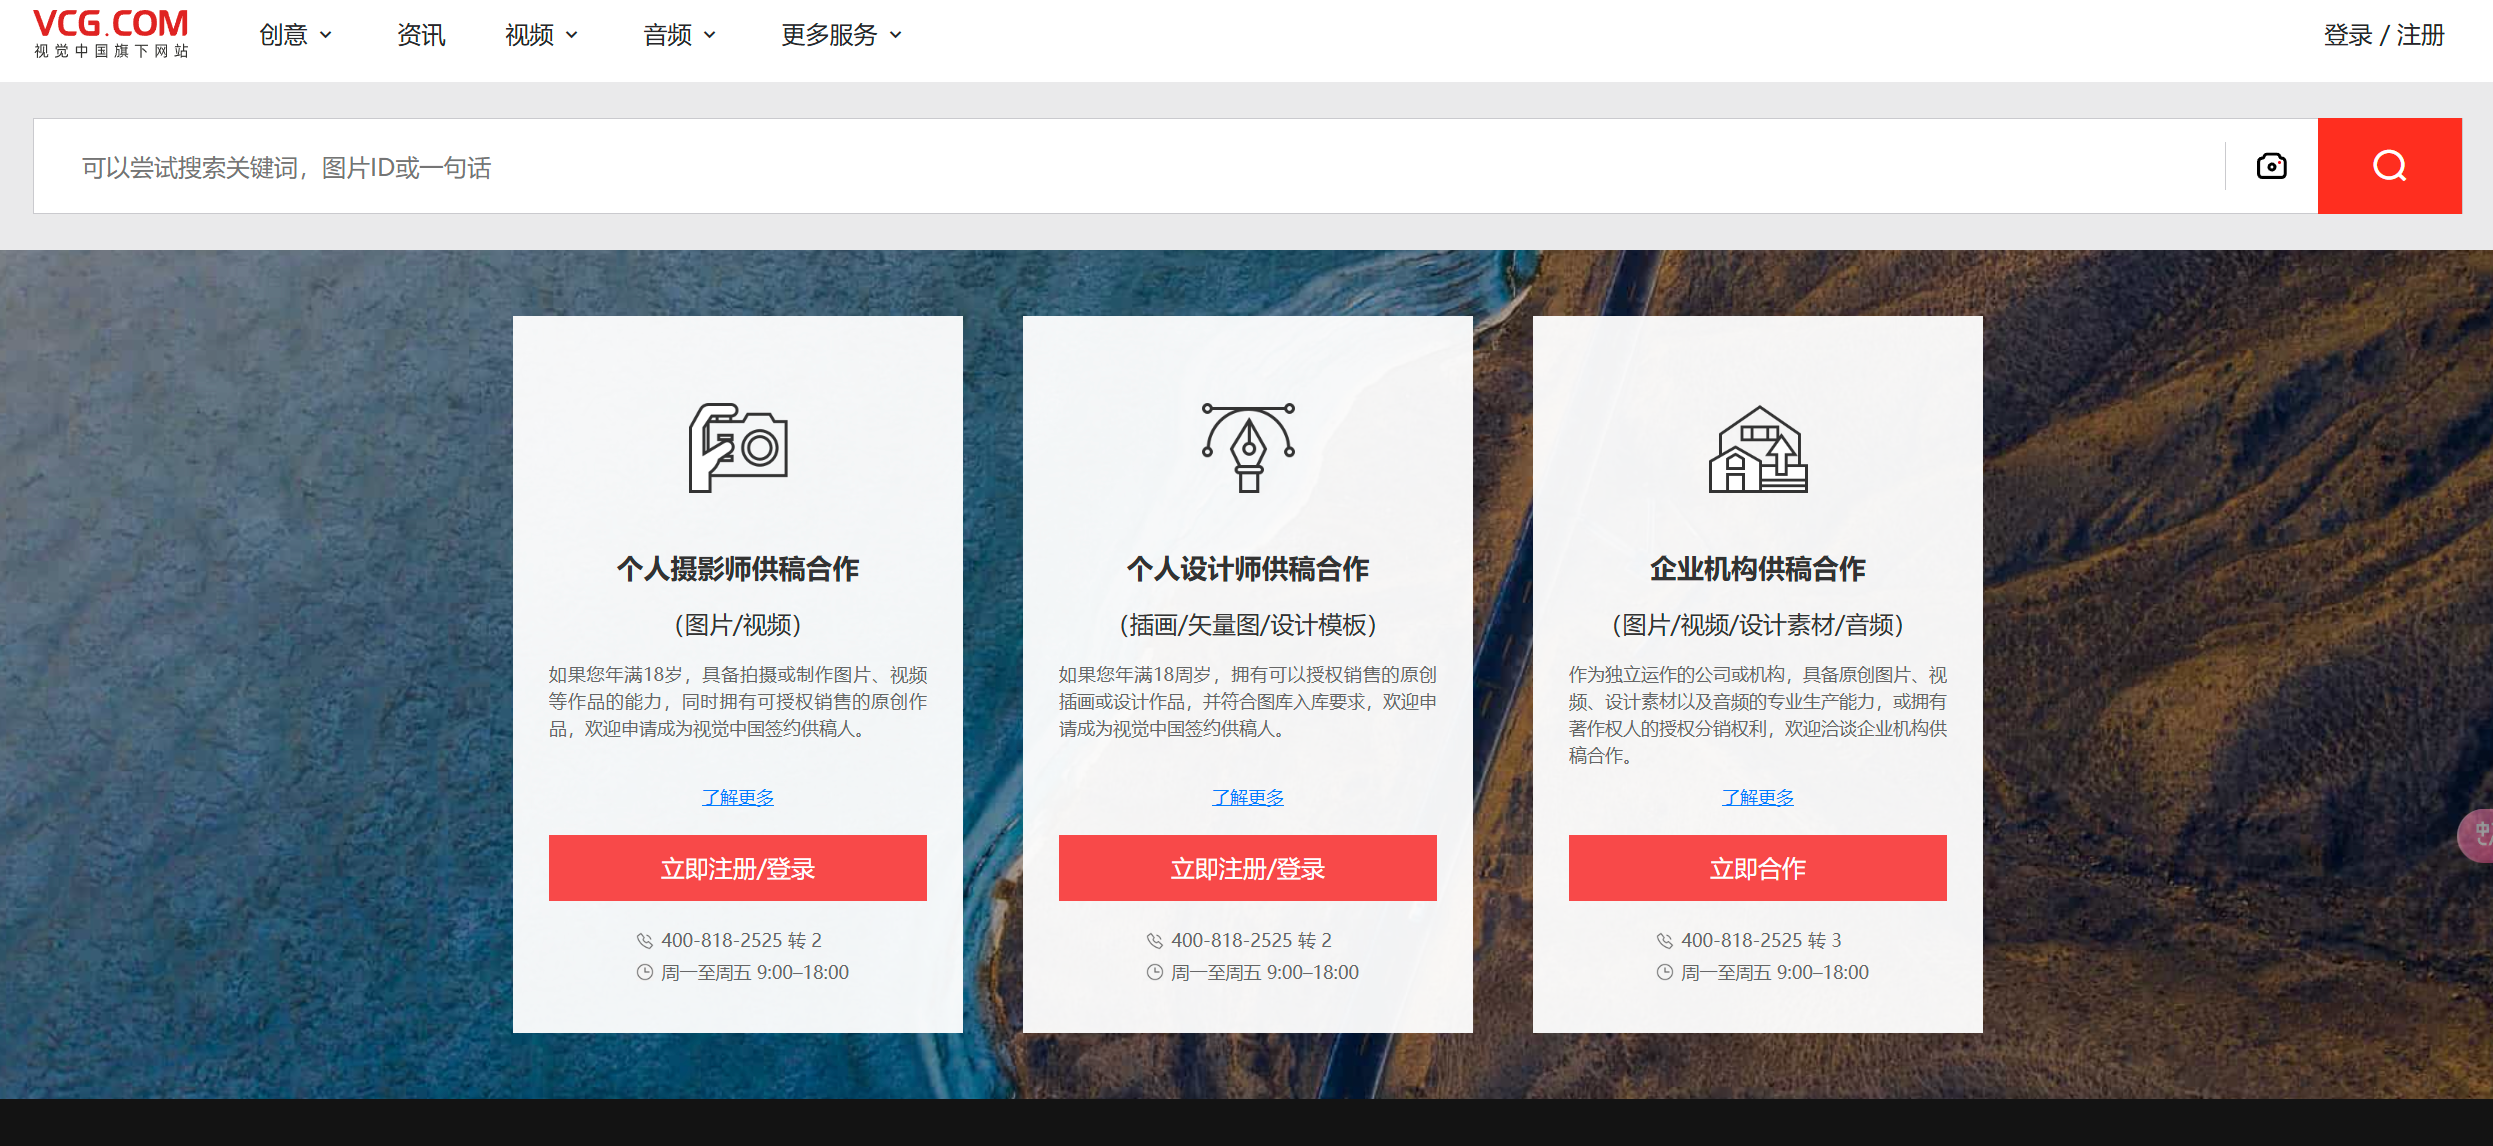 VCG.COM
视觉中国旗下网站
创意
资讯
视频
音频
更多服务
登录 / 注册
可以尝试搜索关键词，图片ID或一句话
个人摄影师供稿合作
（图片/视频）
如果您年满18岁，具备拍摄或制作图片、视频
等作品的能力，同时拥有可授权销售的原创作
品，欢迎申请成为视觉中国签约供稿人。
了解更多
立即注册/登录
400-818-2525 转 2
周一至周五 9:00–18:00
个人设计师供稿合作
（插画/矢量图/设计模板）
如果您年满18周岁，拥有可以授权销售的原创
插画或设计作品，并符合图库入库要求，欢迎申
请成为视觉中国签约供稿人。
了解更多
立即注册/登录
400-818-2525 转 2
周一至周五 9:00–18:00
企业机构供稿合作
（图片/视频/设计素材/音频）
作为独立运作的公司或机构，具备原创图片、视
频、设计素材以及音频的专业生产能力，或拥有
著作权人的授权分销权利，欢迎洽谈企业机构供
稿合作。
了解更多
立即合作
400-818-2525 转 3
周一至周五 9:00–18:00
中